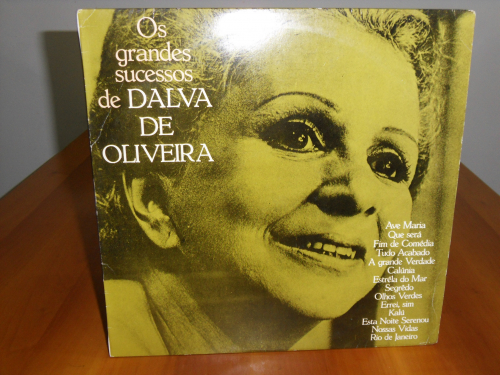 Os
grandes
sucessos
de DALVA
DE
OLIVEIRA
Ave Maria
Que será
Fim de Comédia
Tudo Acabado
A grande Verdade
Calúnia
Estrêla do Mar
Segrêdo
Olhos Verdes
Errei, sim
Kalú
Esta Noite Serenou
Nossas Vidas
Rio de Janeiro